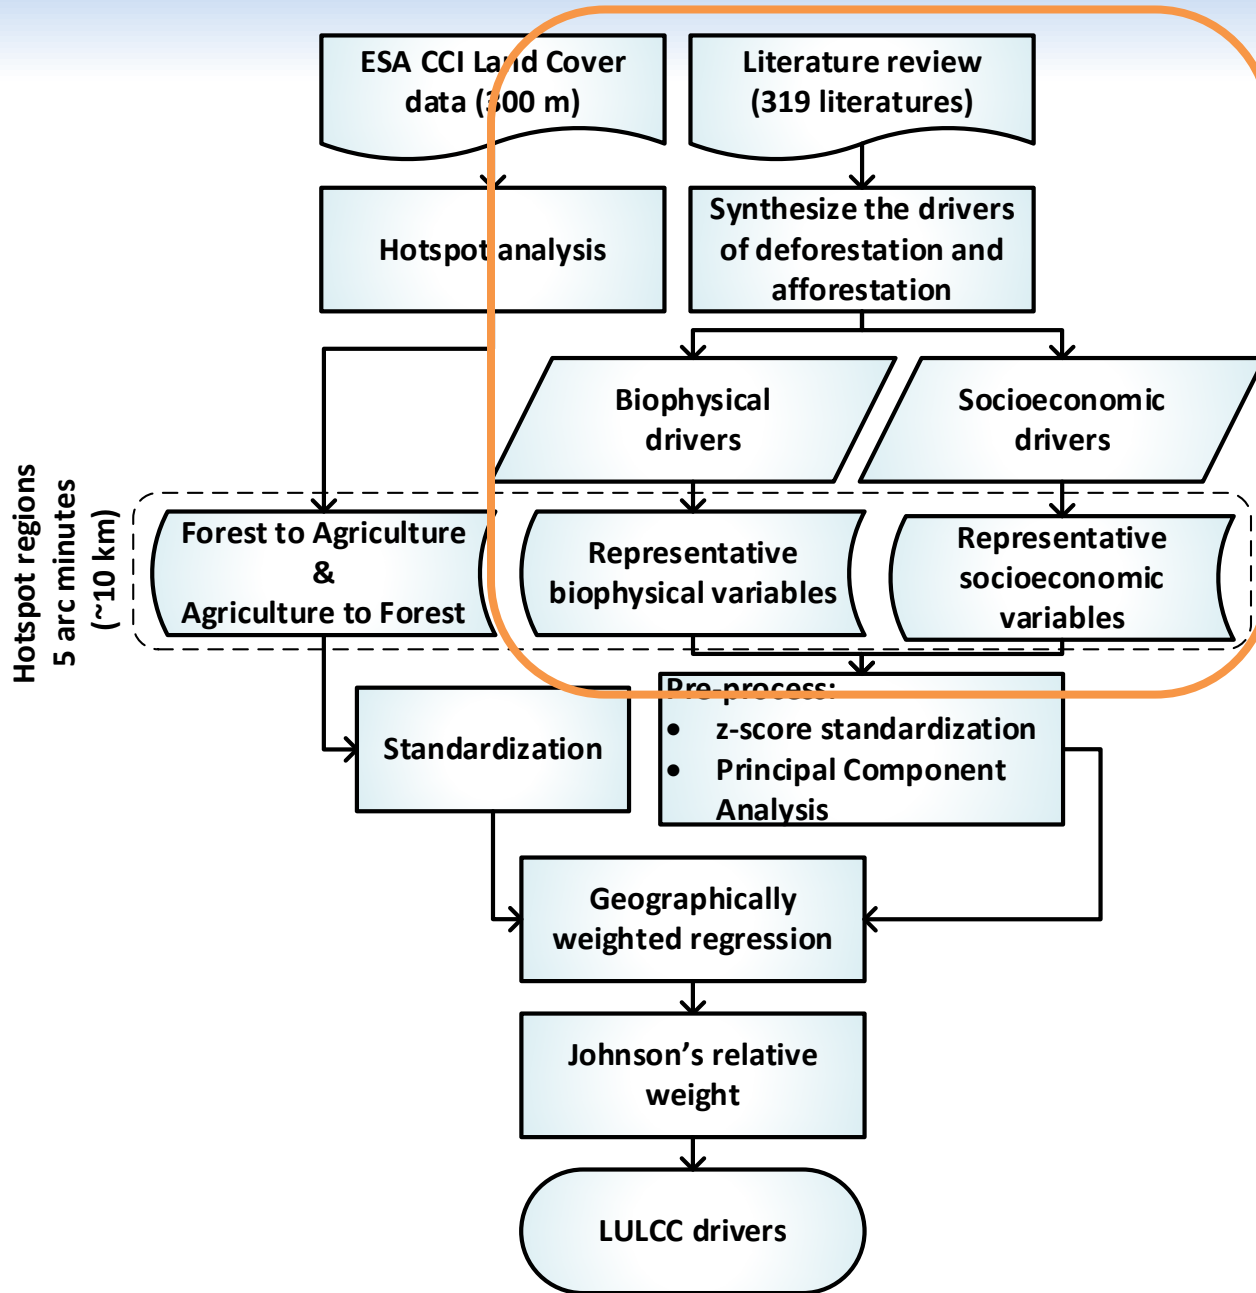 ESA CCI Land Cover
data (300 m)
Literature review
(319 literatures)
Hotspot analysis
Synthesize the drivers
of deforestation and
afforestation
Biophysical
drivers
Socioeconomic
drivers
Hotspot regions
5 arc minutes
(~10 km)
Forest to Agriculture
&
Agriculture to Forest
Representative
biophysical variables
Representative
socioeconomic
variables
Standardization
Pre-process:
• z-score standardization
• Principal Component
Analysis
Geographically
weighted regression
Johnson’s relative
weight
LULCC drivers